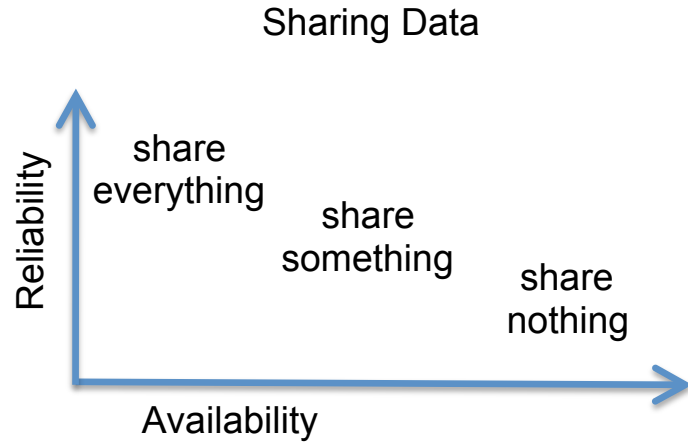 Sharing Data
Reliability
share
everything
share
something
share
nothing
Availability